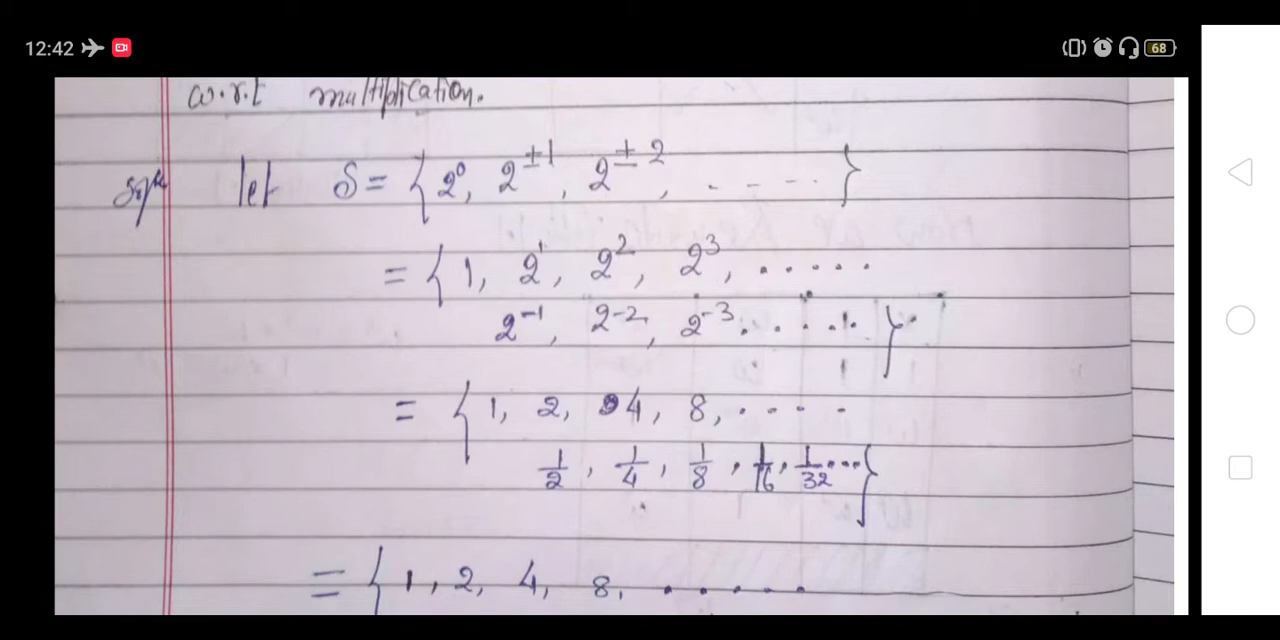 12:42 68
w.r.t multiplication.
Solⁿ let S = { 2⁰, 2^±1, 2^±2, ..... }
= { 1, 2¹, 2², 2³, ......
2⁻¹, 2⁻², 2⁻³ ...... }
= { 1, 2, 4, 8, ....
1/2, 1/4, 1/8, 1/16, 1/32 ... }
= { 1, 2, 4, 8, ......